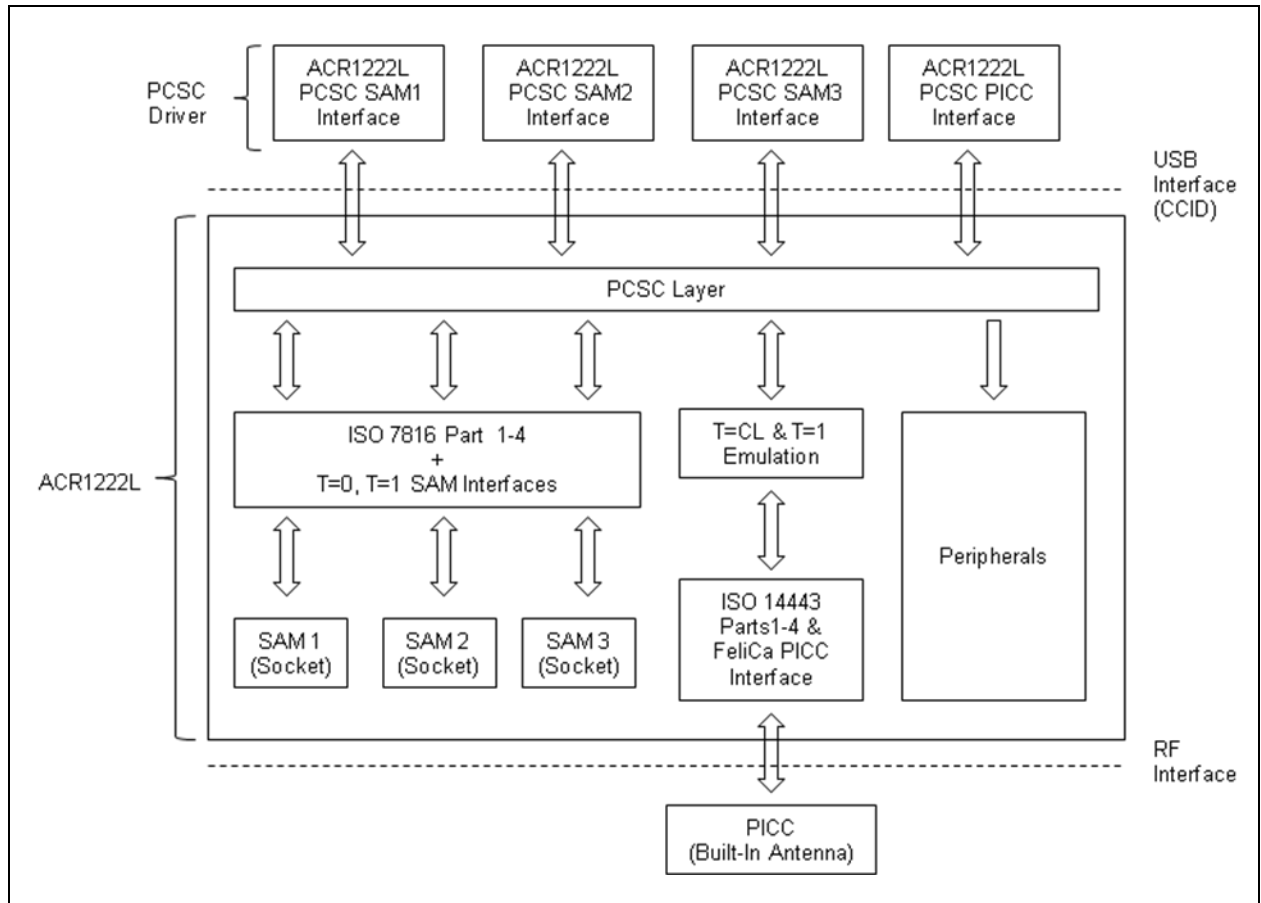 PCSC
Driver
ACR1222L
PCSC SAM1
Interface
ACR1222L
PCSC SAM2
Interface
ACR1222L
PCSC SAM3
Interface
ACR1222L
PCSC PICC
Interface
USB
Interface
(CCID)
PCSC Layer
ACR1222L
ISO 7816 Part 1-4
+
T=0, T=1 SAM Interfaces
T=CL & T=1
Emulation
Peripherals
SAM 1
(Socket)
SAM 2
(Socket)
SAM 3
(Socket)
ISO 14443
Parts1-4 &
FeliCa PICC
Interface
RF
Interface
PICC
(Built-In Antenna)